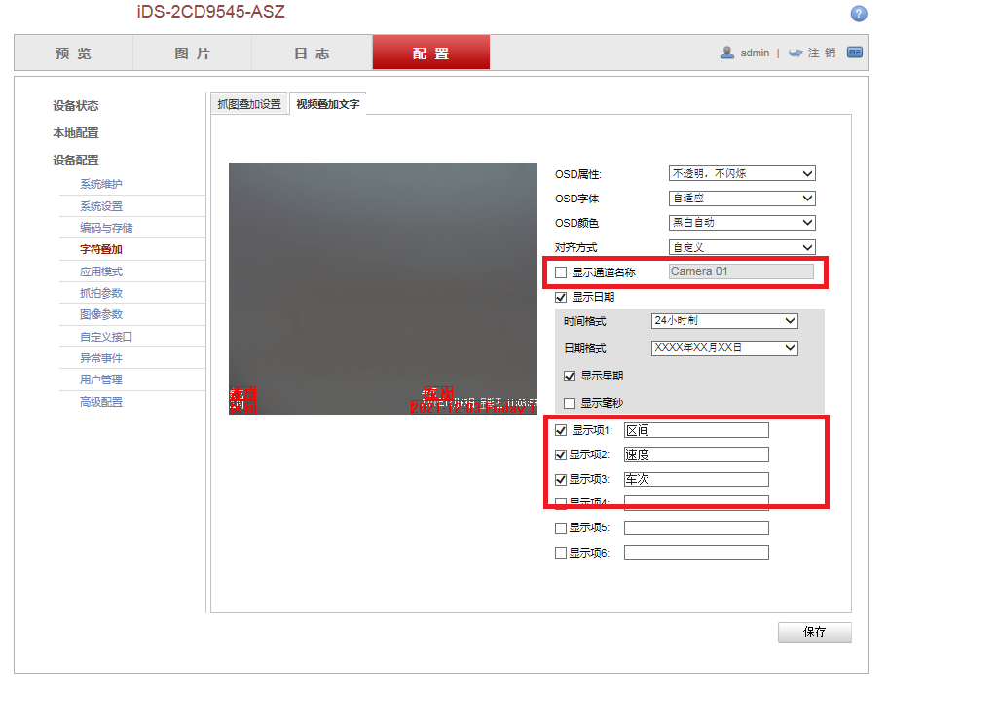 iDS-2CD9545-ASZ
预 览
图 片
日 志
配 置
admin | 注 销
设备状态
本地配置
设备配置
系统维护
系统设置
编码与存储
字符叠加
应用模式
抓拍参数
图像参数
自定义接口
异常事件
用户管理
高级配置
抓图叠加设置
视频叠加文字
OSD属性: 不透明，不闪烁
OSD字体 自适应
OSD颜色 黑白自动
对齐方式 自定义
显示通道名称 Camera 01
显示日期
时间格式 24小时制
日期格式 XXXX年XX月XX日
显示星期
显示毫秒
显示项1: 区间
显示项2: 速度
显示项3: 车次
显示项4:
显示项5:
显示项6:
保存